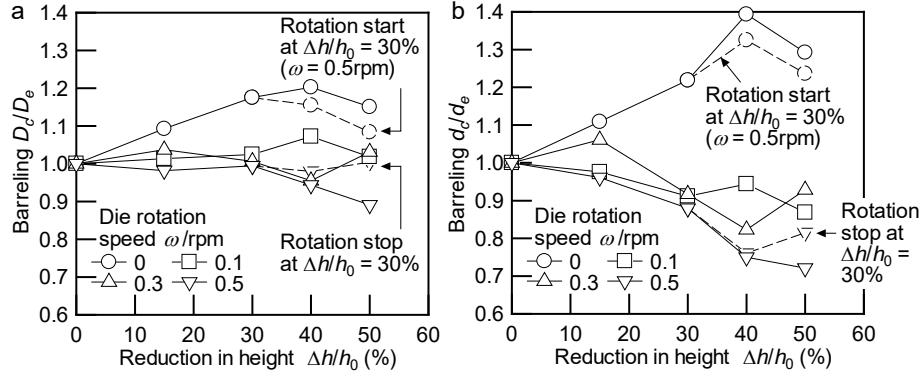 a
Barreling Dc/De
1.4
1.3
1.2
1.1
1.0
0.9
0.8
0.7
0.6
Rotation start
at Δh/h0 = 30%
(ω = 0.5rpm)
Rotation stop
at Δh/h0 = 30%
Die rotation
speed ω/rpm
0 0.1
0.3 0.5
0 10 20 30 40 50 60
Reduction in height Δh/h0 (%)
b
Barreling dc/de
1.4
1.3
1.2
1.1
1.0
0.9
0.8
0.7
0.6
Rotation start
at Δh/h0 = 30%
(ω = 0.5rpm)
Rotation
stop at
Δh/h0 =
30%
Die rotation
speed ω/rpm
0 0.1
0.3 0.5
0 10 20 30 40 50 60
Reduction in height Δh/h0 (%)